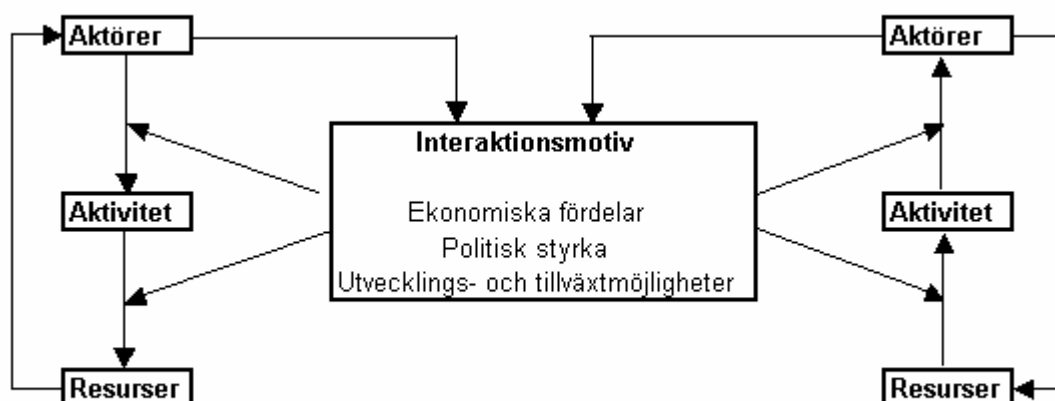 Aktörer
Aktörer
Interaktionsmotiv
Aktivitet
Ekonomiska fördelar
Aktivitet
Politisk styrka
Utvecklings- och tillväxtmöjligheter
Resurser
Resurser